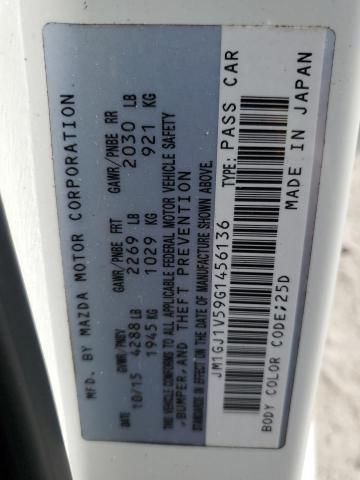 MFD. BY MAZDA MOTOR CORPORATION
DATE GVWR/PNBV GAWR/PNBE FRT GAWR/PNBE RR
10/15 4288 LB 2269 LB 2030 LB
1945 KG 1029 KG 921 KG
THIS VEHICLE CONFORMS TO ALL APPLICABLE FEDERAL MOTOR VEHICLE SAFETY
,BUMPER,AND THEFT PREVENTION
STANDARDS IN EFFECT ON THE DATE OF MANUFACTURE SHOWN ABOVE.
JM1GJ1V59G1456136 TYPE: PASS CAR
BODY COLOR CODE;25D MADE IN JAPAN